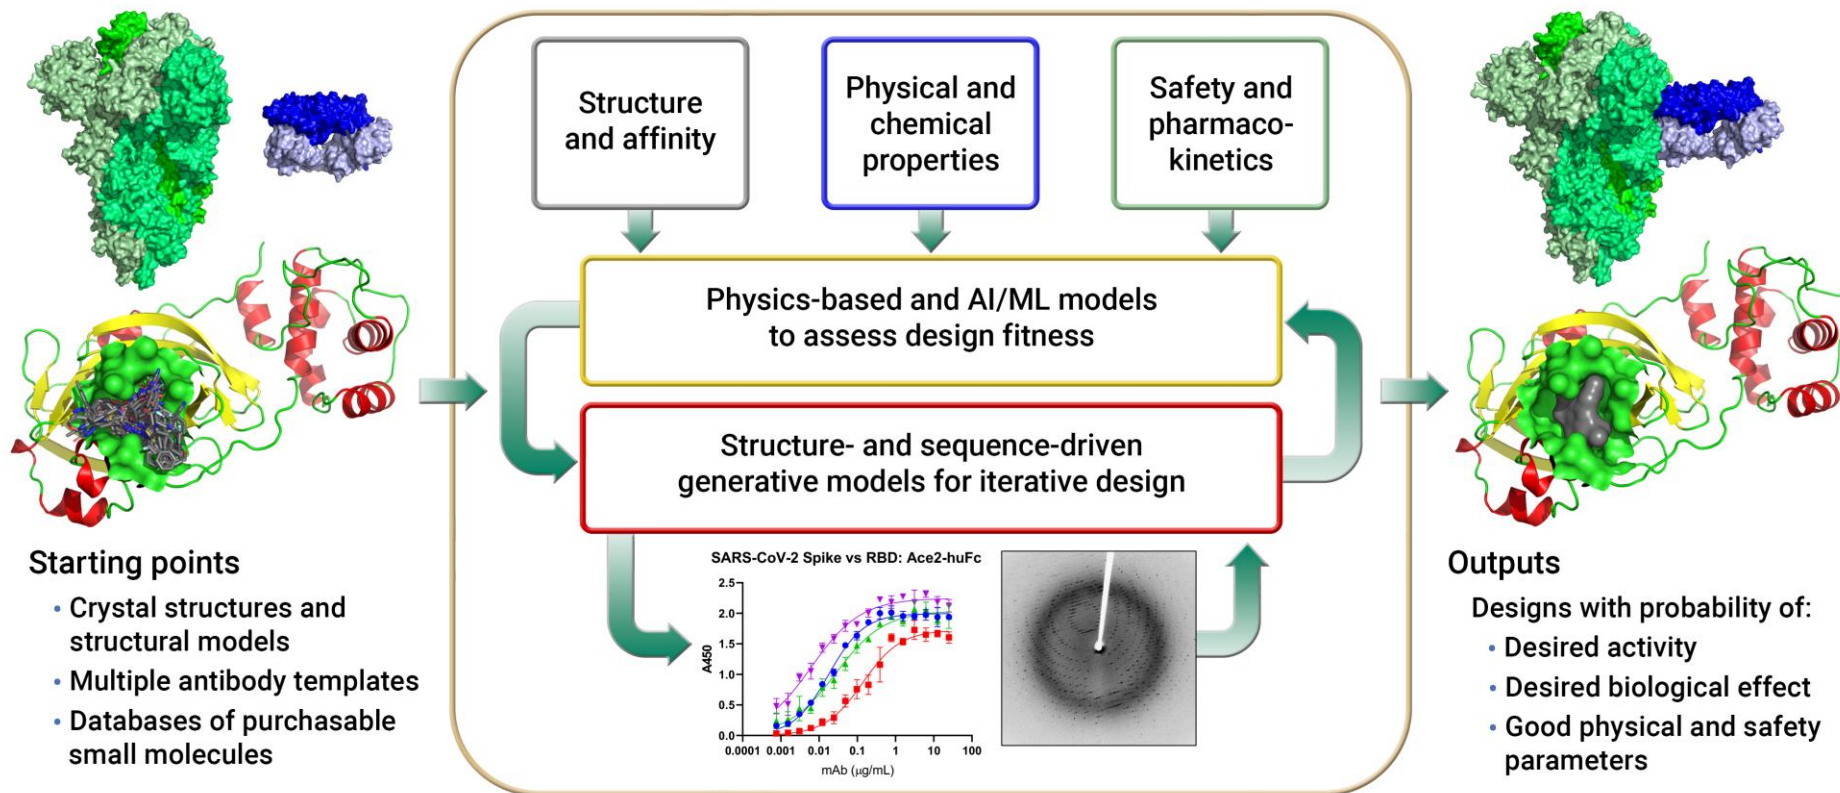 Structure
and affinity
Physical and
chemical
properties
Safety and
pharmaco-
kinetics
Physics-based and AI/ML models
to assess design fitness
Structure- and sequence-driven
generative models for iterative design
Starting points
• Crystal structures and
structural models
• Multiple antibody templates
• Databases of purchasable
small molecules
SARS-CoV-2 Spike vs RBD: Ace2-huFc
A450
2.5
2.0
1.5
1.0
0.5
0.0
0.0001 0.001 0.01 0.1 1 10 100
mAb (μg/mL)
Outputs
Designs with probability of:
• Desired activity
• Desired biological effect
• Good physical and safety
parameters